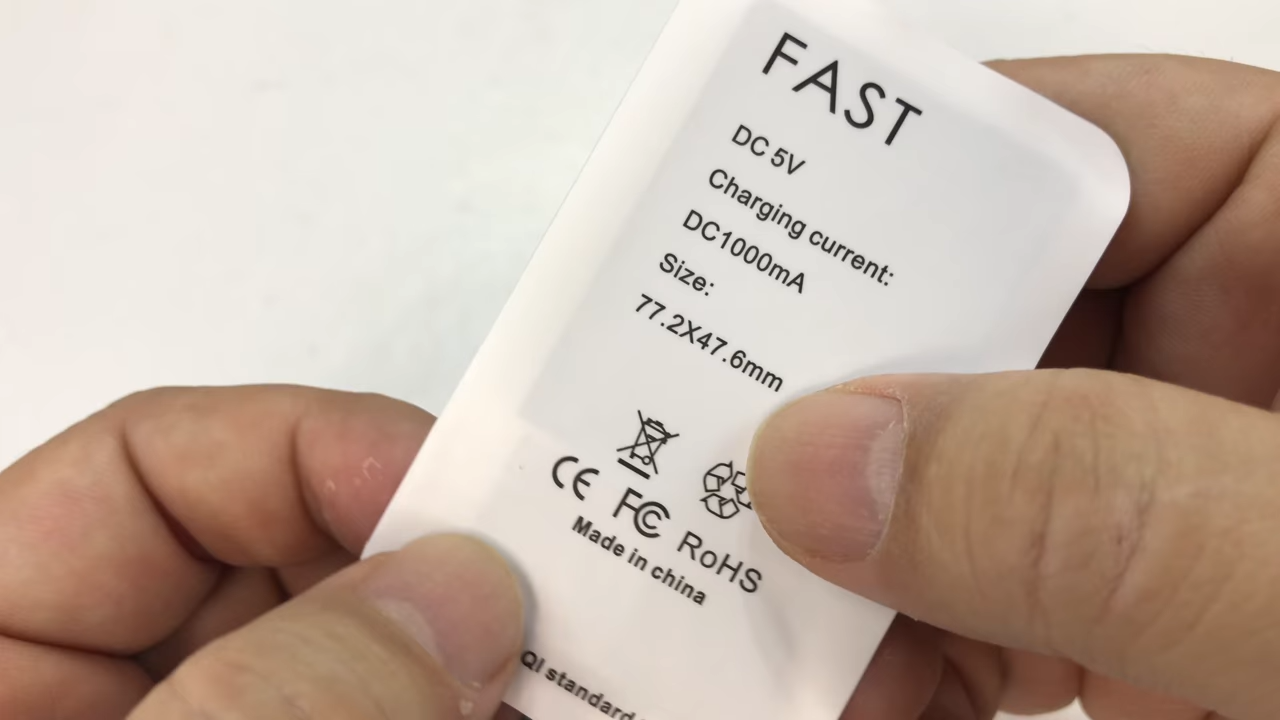 FAST
DC 5V
Charging current:
DC1000mA
Size:
77.2X47.6mm
CE FC RoHS
Made in china
QI standard